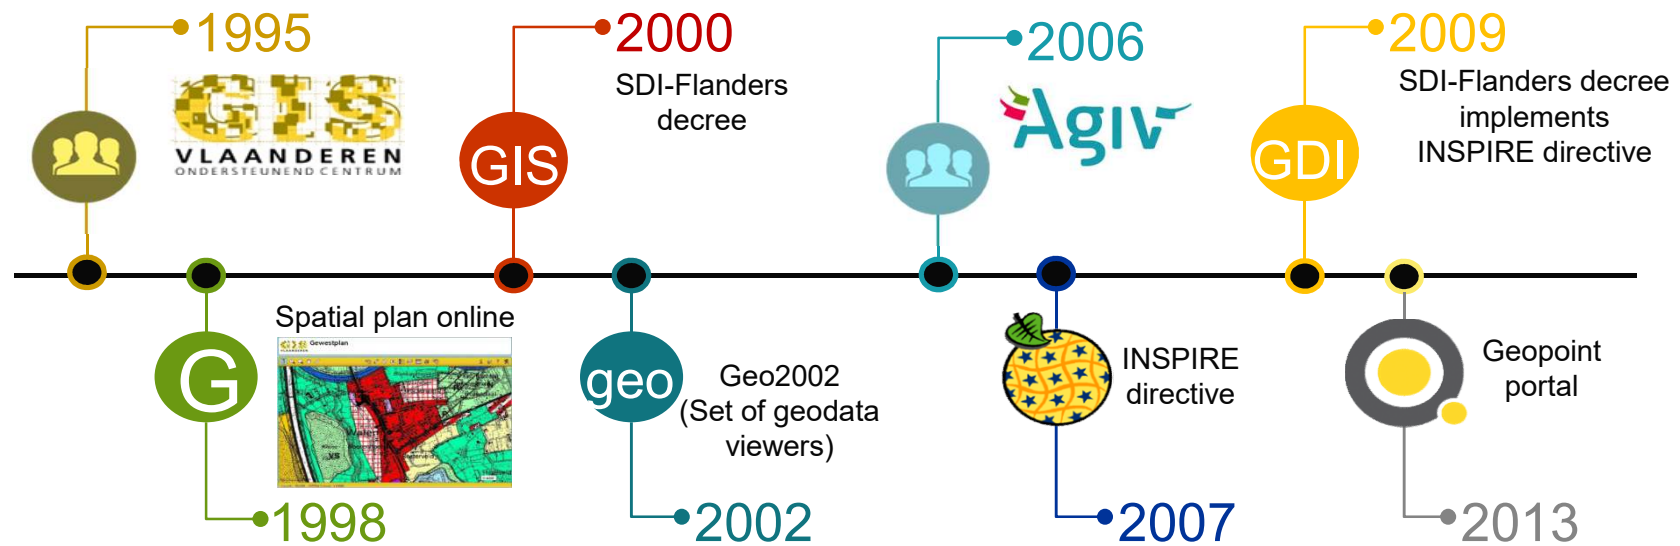 1995
GIS
VLAANDEREN
ONDERSTEUNEND CENTRUM
2000
SDI-Flanders
decree
GIS
2006
Agiv
2009
SDI-Flanders decree
implements
INSPIRE directive
GDI
Spatial plan online
GIS
VLAANDEREN
Gewestplan
G
1998
geo
Geo2002
(Set of geodata
viewers)
2002
INSPIRE
directive
2007
Geopoint
portal
2013